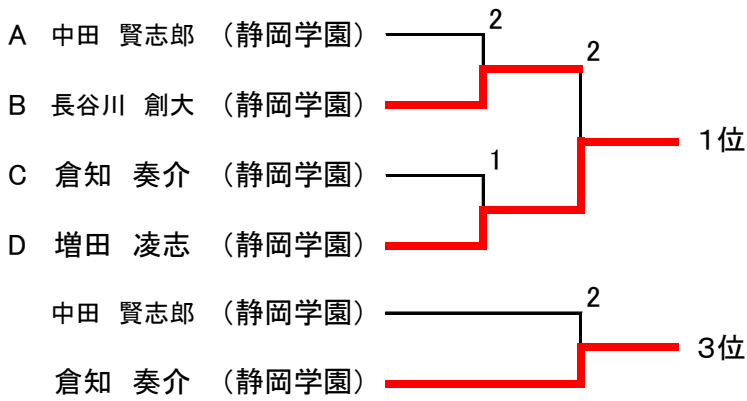 A 中田 賢志郎 （静岡学園） 2
2
B 長谷川 創大 （静岡学園）
1位
C 倉知 奏介 （静岡学園） 1
D 増田 凌志 （静岡学園）
中田 賢志郎 （静岡学園） 2
3位
倉知 奏介 （静岡学園）